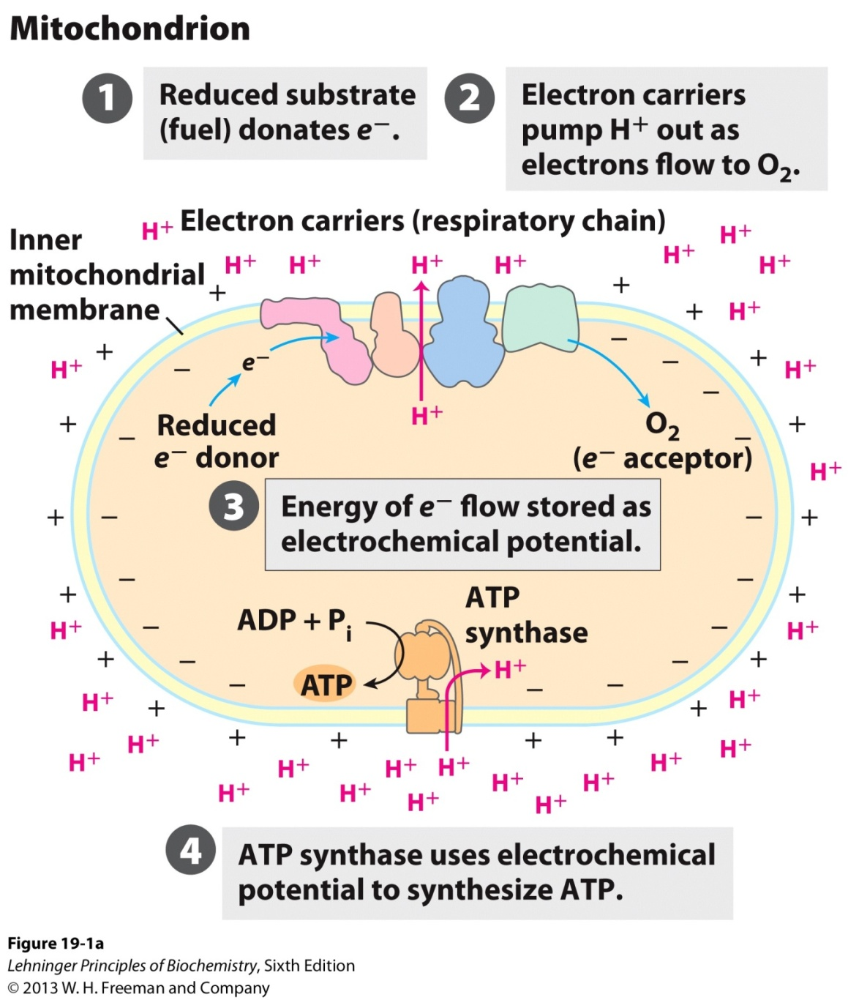 Mitochondrion
1
Reduced substrate
(fuel) donates e−.
2
Electron carriers
pump H+ out as
electrons flow to O2.
Electron carriers (respiratory chain)
H+
H+
H+
H+
H+
H+
H+
H+
Inner
mitochondrial
membrane
+
+
+
H+
+
H+
−
−
+
H+
−
e−
−
H+
+
Reduced
e− donor
−
O2
(e− acceptor)
−
+
H+
3
Energy of e− flow stored as
electrochemical potential.
+
−
−
+
−
−
+
+
ADP + Pi
ATP
synthase
H+
−
−
H+
+
−
−
+
ATP
H+
−
−
−
H+
+
+
H+
+
+
+
+
H+
H+
H+
H+
H+
H+
H+
H+
H+
H+
H+
H+
H+
4
ATP synthase uses electrochemical
potential to synthesize ATP.
Figure 19-1a
Lehninger Principles of Biochemistry, Sixth Edition
© 2013 W. H. Freeman and Company